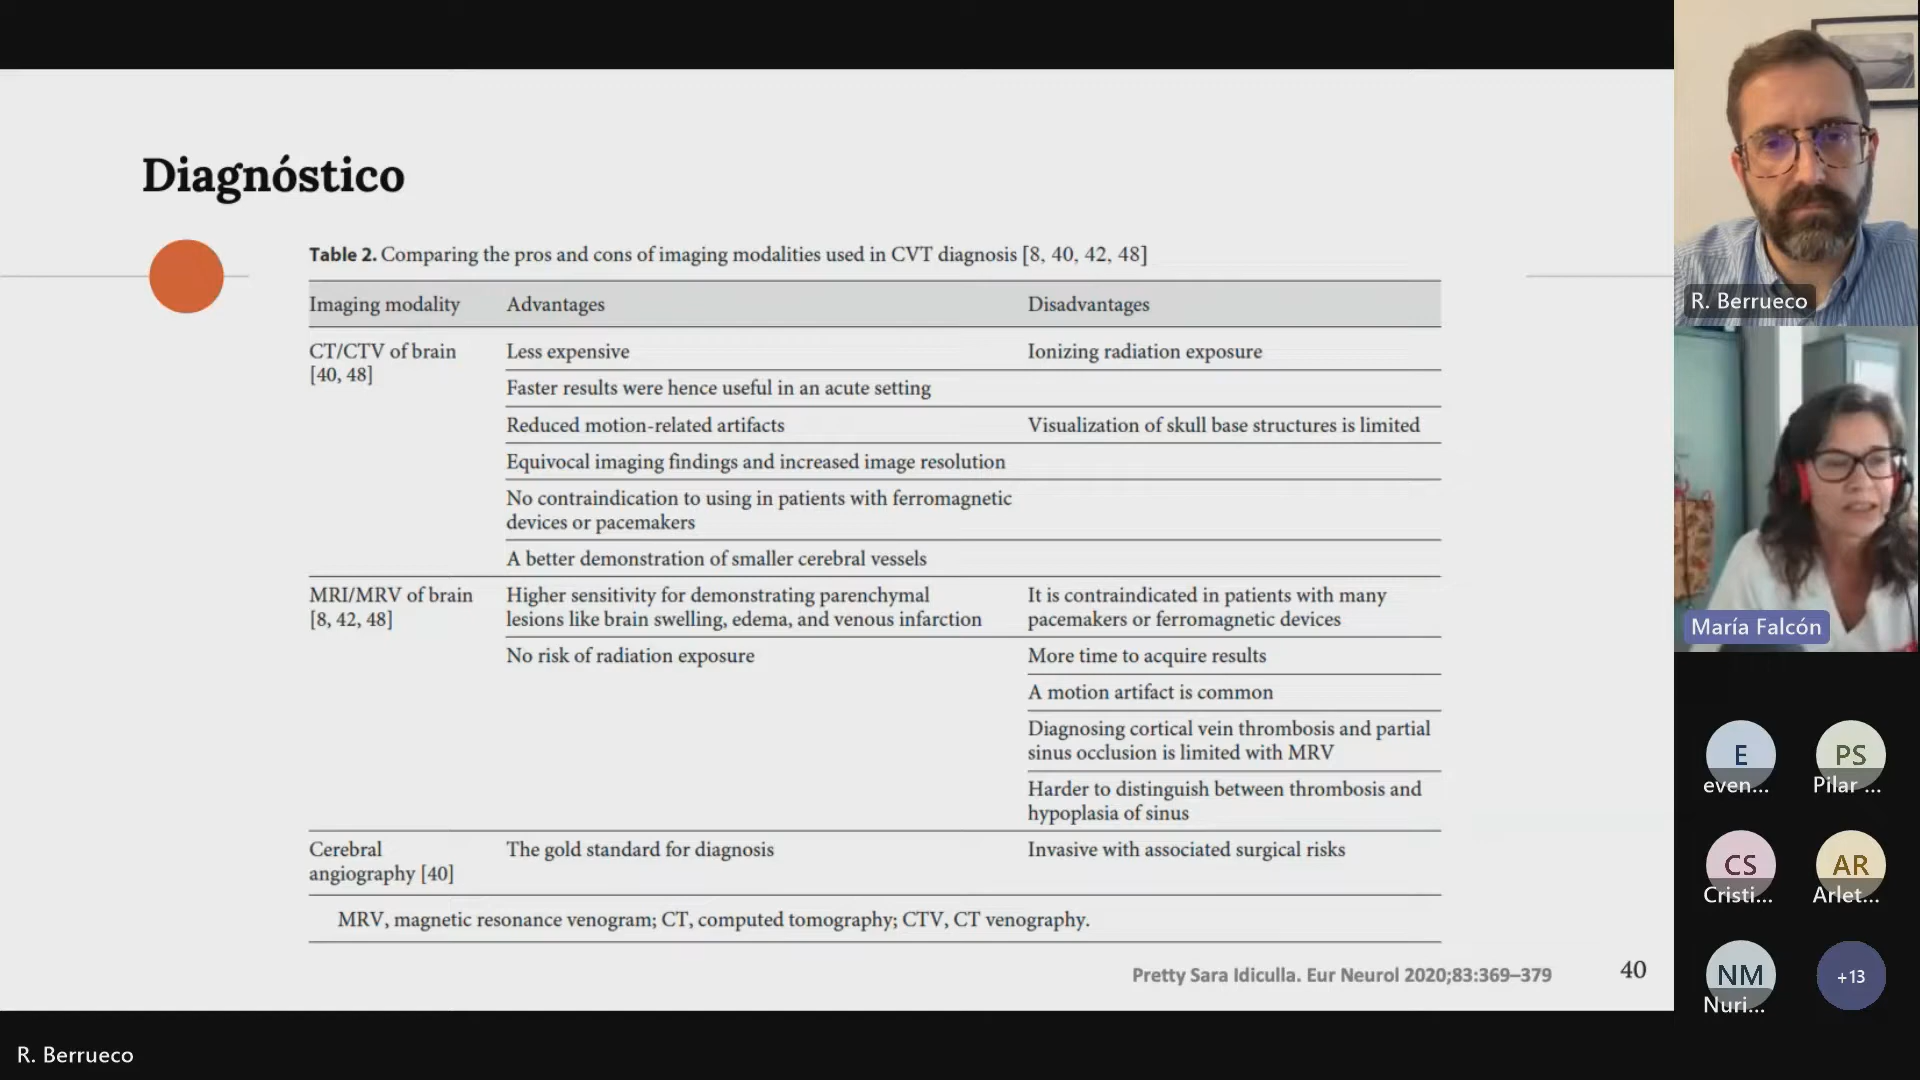 Diagnóstico
Table 2. Comparing the pros and cons of imaging modalities used in CVT diagnosis [8, 40, 42, 48]
Imaging modality Advantages Disadvantages
CT/CTV of brain Less expensive Ionizing radiation exposure
[40, 48]
Faster results were hence useful in an acute setting
Reduced motion-related artifacts Visualization of skull base structures is limited
Equivocal imaging findings and increased image resolution
No contraindication to using in patients with ferromagnetic
devices or pacemakers
A better demonstration of smaller cerebral vessels
MRI/MRV of brain Higher sensitivity for demonstrating parenchymal It is contraindicated in patients with many
[8, 42, 48] lesions like brain swelling, edema, and venous infarction pacemakers or ferromagnetic devices
No risk of radiation exposure More time to acquire results
A motion artifact is common
Diagnosing cortical vein thrombosis and partial
sinus occlusion is limited with MRV
Harder to distinguish between thrombosis and
hypoplasia of sinus
Cerebral The gold standard for diagnosis Invasive with associated surgical risks
angiography [40]
MRV, magnetic resonance venogram; CT, computed tomography; CTV, CT venography.
Pretty Sara Idiculla. Eur Neurol 2020;83:369–379
40
R. Berrueco
María Falcón
E PS
even... Pilar ...
CS AR
Cristi... Arlet...
NM +13
Nuri...
R. Berrueco